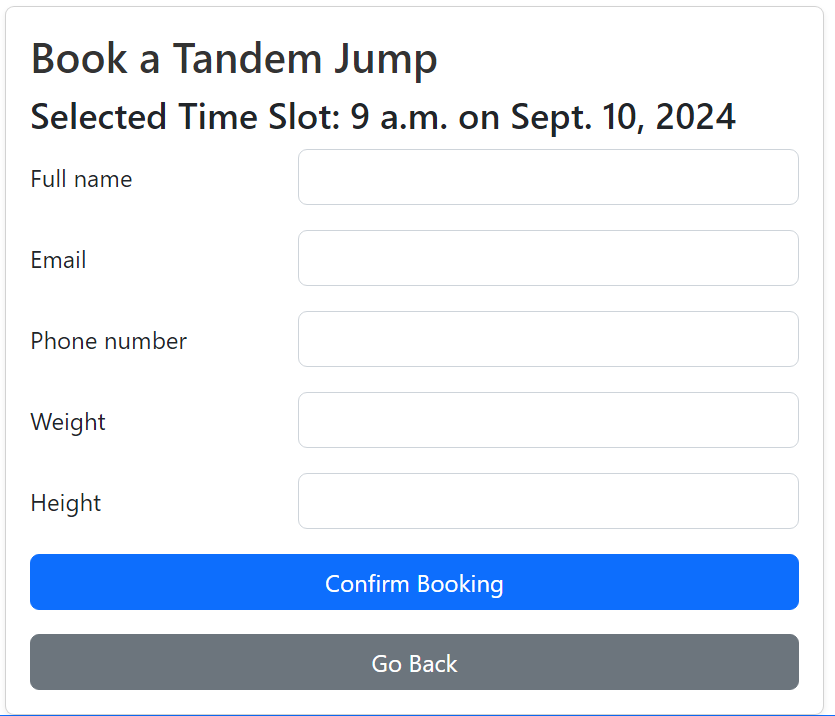 Book a Tandem Jump
Selected Time Slot: 9 a.m. on Sept. 10, 2024
Full name
Email
Phone number
Weight
Height
Confirm Booking
Go Back